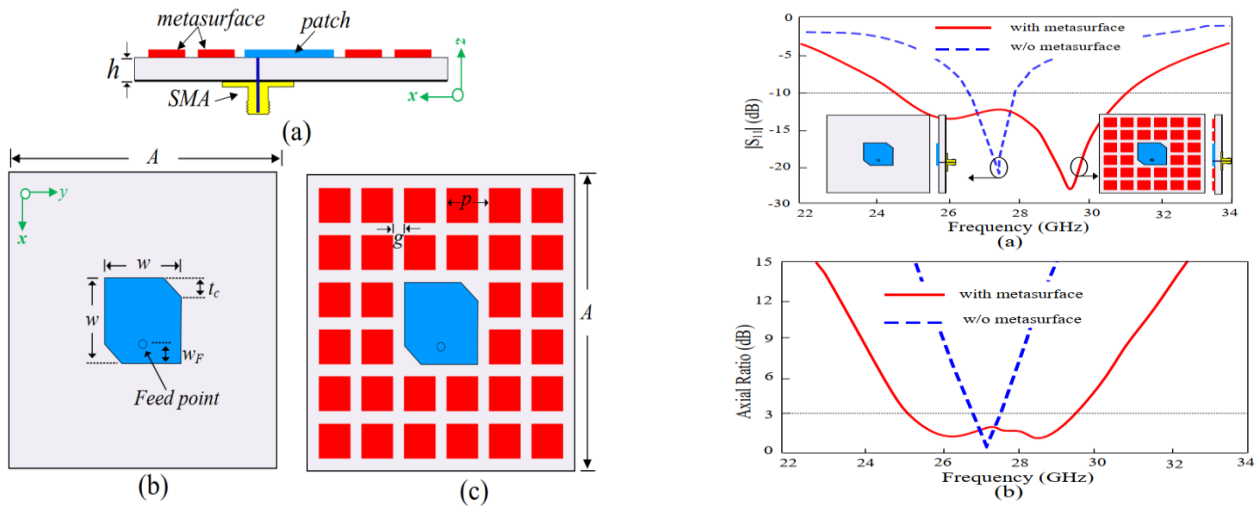 metasurface
patch
z
h
x
SMA
(a)
A
y
x
w
w
t_c
w_F
Feed point
(b)
p
g
A
(c)
0
-5
-10
-15
-20
-25
-30
|S₁₁| (dB)
with metasurface
w/o metasurface
22
24
26
28
30
32
34
Frequency (GHz)
(a)
15
12
9
6
3
0
Axial Ratio (dB)
with metasurface
w/o metasurface
22
24
26
28
30
32
34
Frequency (GHz)
(b)